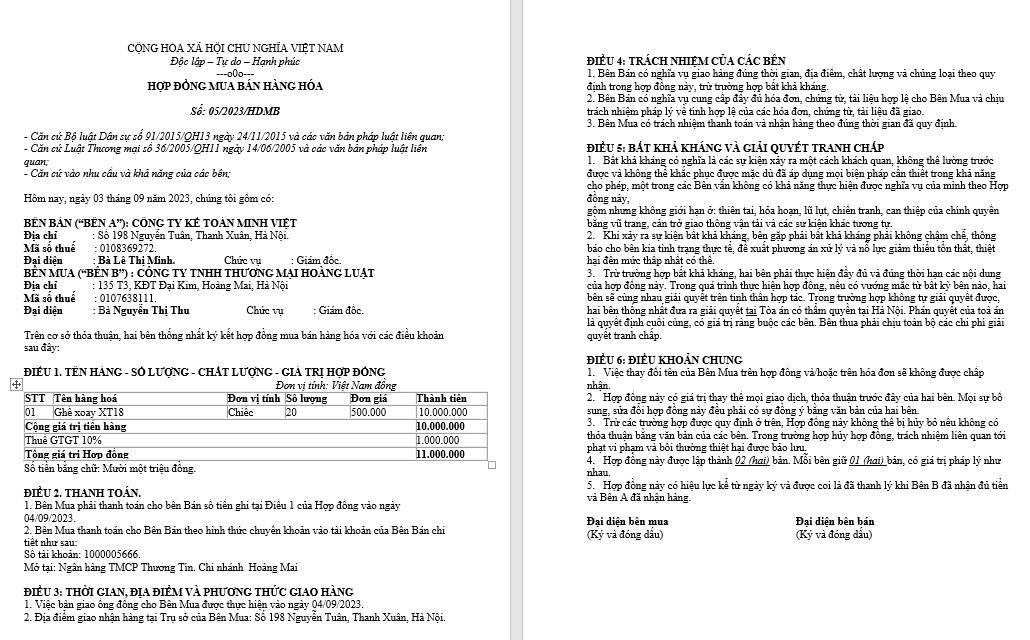 CỘNG HÒA XÃ HỘI CHỦ NGHĨA VIỆT NAM
Độc lập – Tự do – Hạnh phúc
---o0o---
HỢP ĐỒNG MUA BÁN HÀNG HÓA
Số: 05/2023/HDMB
- Căn cứ Bộ luật Dân sự số 91/2015/QH13 ngày 24/11/2015 và các văn bản pháp luật liên quan;
- Căn cứ Luật Thương mại số 36/2005/QH11 ngày 14/06/2005 và các văn bản pháp luật liên
quan;
- Căn cứ vào nhu cầu và khả năng của các bên;
Hôm nay, ngày 03 tháng 09 năm 2023, chúng tôi gồm có:
BÊN BÁN (“BÊN A”): CÔNG TY KẾ TOÁN MINH VIỆT
Địa chỉ : Số 198 Nguyễn Tuân, Thanh Xuân, Hà Nội.
Mã số thuế : 0108369272.
Đại diện : Bà Lê Thị Minh. Chức vụ : Giám đốc.
BÊN MUA (“BÊN B”) : CÔNG TY TNHH THƯƠNG MẠI HOÀNG LUẬT
Địa chỉ : 135 T3, KĐT Đại Kim, Hoàng Mai, Hà Nội
Mã số thuế : 0107638111.
Đại diện : Bà Nguyễn Thị Thu Chức vụ : Giám đốc.
Trên cơ sở thỏa thuận, hai bên thống nhất ký kết hợp đồng mua bán hàng hóa với các điều khoản
sau đây:
ĐIỀU 1. TÊN HÀNG - SỐ LƯỢNG - CHẤT LƯỢNG - GIÁ TRỊ HỢP ĐỒNG
Đơn vị tính: Việt Nam đồng
STT Tên hàng hoá Đơn vị tính Số lượng Đơn giá Thành tiền
01 Ghế xoay XT18 Chiếc 20 500.000 10.000.000
Cộng giá trị tiền hàng 10.000.000
Thuế GTGT 10% 1.000.000
Tổng giá trị Hơp đồng 11.000.000
Số tiền bằng chữ: Mười một triệu đồng.
ĐIỀU 2. THANH TOÁN.
1. Bên Mua phải thanh toán cho bên Bán số tiền ghi tại Điều 1 của Hợp đồng vào ngày
04/09/2023.
2. Bên Mua thanh toán cho Bên Bán theo hình thức chuyển khoản vào tài khoản của Bên Bán chi
tiết như sau:
Số tài khoản: 1000005666.
Mở tại: Ngân hàng TMCP Thương Tín. Chi nhánh Hoàng Mai
ĐIỀU 3: THỜI GIAN, ĐỊA ĐIỂM VÀ PHƯƠNG THỨC GIAO HÀNG
1. Việc bàn giao ống đồng cho Bên Mua được thực hiện vào ngày 04/09/2023.
2. Địa điểm giao nhận hàng tại Trụ sở của Bên Mua: Số 198 Nguyễn Tuân, Thanh Xuân, Hà Nội.
ĐIỀU 4: TRÁCH NHIỆM CỦA CÁC BÊN
1. Bên Bán có nghĩa vụ giao hàng đúng thời gian, địa điểm, chất lượng và chủng loại theo quy
định trong hợp đồng này, trừ trường hợp bất khả kháng.
2. Bên Bán có nghĩa vụ cung cấp đầy đủ hóa đơn, chứng từ, tài liệu hợp lệ cho Bên Mua và chịu
trách nhiệm pháp lý về tính hợp lệ của các hóa đơn, chứng từ, tài liệu đã giao.
3. Bên Mua có trách nhiệm thanh toán và nhận hàng theo đúng thời gian đã quy định.
ĐIỀU 5: BẤT KHẢ KHÁNG VÀ GIẢI QUYẾT TRANH CHẤP
1. Bất khả kháng có nghĩa là các sự kiện xảy ra một cách khách quan, không thể lường trước
được và không thể khắc phục được mặc dù đã áp dụng mọi biện pháp cần thiết trong khả năng
cho phép, một trong các Bên vẫn không có khả năng thực hiện được nghĩa vụ của mình theo Hợp
đồng này,
gồm nhưng không giới hạn ở: thiên tai, hỏa hoạn, lũ lụt, chiến tranh, can thiệp của chính quyền
bằng vũ trang, cản trở giao thông vận tải và các sự kiện khác tương tự.
2. Khi xảy ra sự kiện bất khả kháng, bên gặp phải bất khả kháng phải không chậm chễ, thông
báo cho bên kia tình trạng thực tế, đề xuất phương án xử lý và nỗ lực giảm thiểu tổn thất, thiệt
hại đến mức thấp nhất có thể.
3. Trừ trường hợp bất khả kháng, hai bên phải thực hiện đầy đủ và đúng thời hạn các nội dung
của hợp đồng này. Trong quá trình thực hiện hợp đồng, nếu có vướng mắc từ bất kỳ bên nào, hai
bên sẽ cùng nhau giải quyết trên tinh thần hợp tác. Trong trường hợp không tự giải quyết được,
hai bên thống nhất đưa ra giải quyết tại Tòa án có thẩm quyền tại Hà Nội. Phán quyết của toà án
là quyết định cuối cùng, có giá trị ràng buộc các bên. Bên thua phải chịu toàn bộ các chi phí giải
quyết tranh chấp.
ĐIỀU 6: ĐIỀU KHOẢN CHUNG
1. Việc thay đổi tên của Bên Mua trên hợp đồng và/hoặc trên hóa đơn sẽ không được chấp
nhận.
2. Hợp đồng này có giá trị thay thế mọi giao dịch, thỏa thuận trước đây của hai bên. Mọi sự bổ
sung, sửa đổi hợp đồng này đều phải có sự đồng ý bằng văn bản của hai bên.
3. Trừ các trường hợp được quy định ở trên, Hợp đồng này không thể bị hủy bỏ nếu không có
thỏa thuận bằng văn bản của các bên. Trong trường hợp hủy hợp đồng, trách nhiệm liên quan tới
phạt vi phạm và bồi thường thiệt hại được bảo lưu.
4. Hợp đồng này được lập thành 02 (hai) bản. Mỗi bên giữ 01 (hai) bản, có giá trị pháp lý như
nhau.
5. Hợp đồng này có hiệu lực kể từ ngày ký và được coi là đã thanh lý khi Bên B đã nhận đủ tiền
và Bên A đã nhận hàng.
Đại diện bên mua Đại diện bên bán
(Ký và đóng dấu) (Ký và đóng dấu)